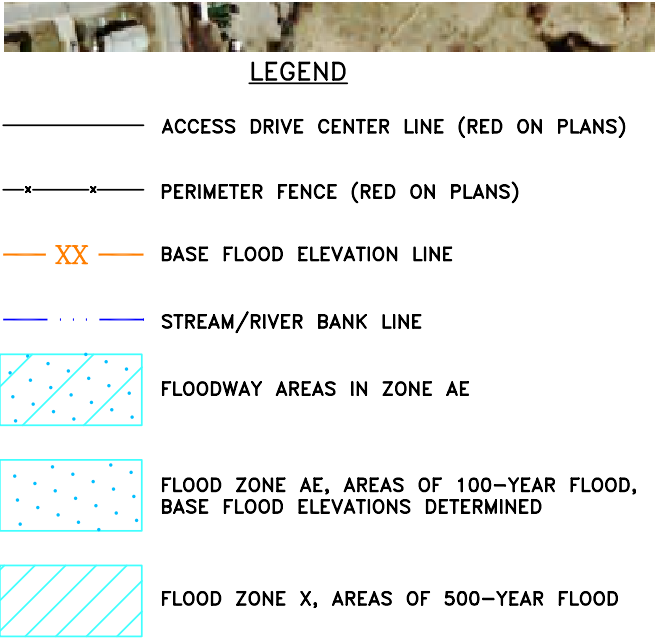 LEGEND
ACCESS DRIVE CENTER LINE (RED ON PLANS)
PERIMETER FENCE (RED ON PLANS)
XX
BASE FLOOD ELEVATION LINE
STREAM/RIVER BANK LINE
FLOODWAY AREAS IN ZONE AE
FLOOD ZONE AE, AREAS OF 100-YEAR FLOOD,
BASE FLOOD ELEVATIONS DETERMINED
FLOOD ZONE X, AREAS OF 500-YEAR FLOOD